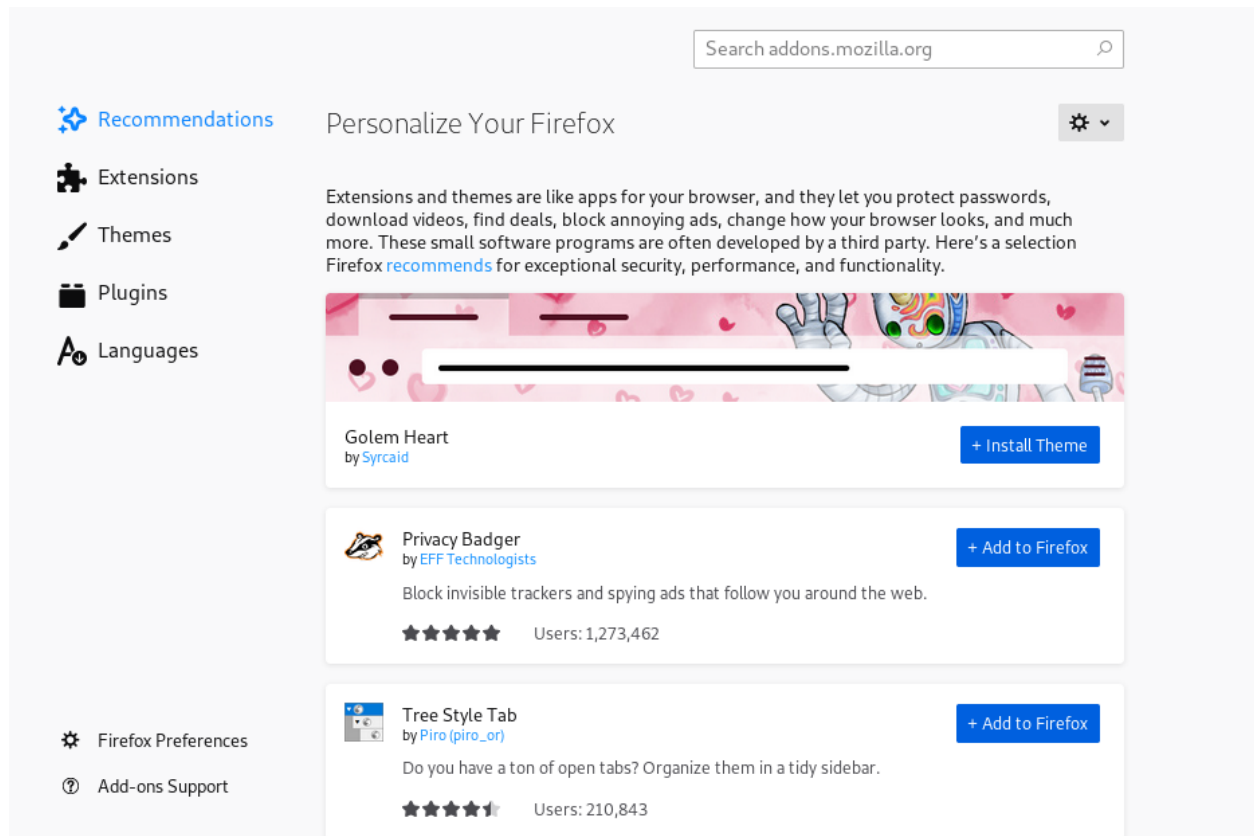 Search addons.mozilla.org
Recommendations
Extensions
Themes
Plugins
Languages
Firefox Preferences
Add-ons Support
Personalize Your Firefox
Extensions and themes are like apps for your browser, and they let you protect passwords,
download videos, find deals, block annoying ads, change how your browser looks, and much
more. These small software programs are often developed by a third party. Here's a selection
Firefox recommends for exceptional security, performance, and functionality.
Golem Heart
by Syrcaid
+ Install Theme
Privacy Badger
by EFF Technologists
+ Add to Firefox
Block invisible trackers and spying ads that follow you around the web.
Users: 1,273,462
Tree Style Tab
by Piro (piro_or)
+ Add to Firefox
Do you have a ton of open tabs? Organize them in a tidy sidebar.
Users: 210,843